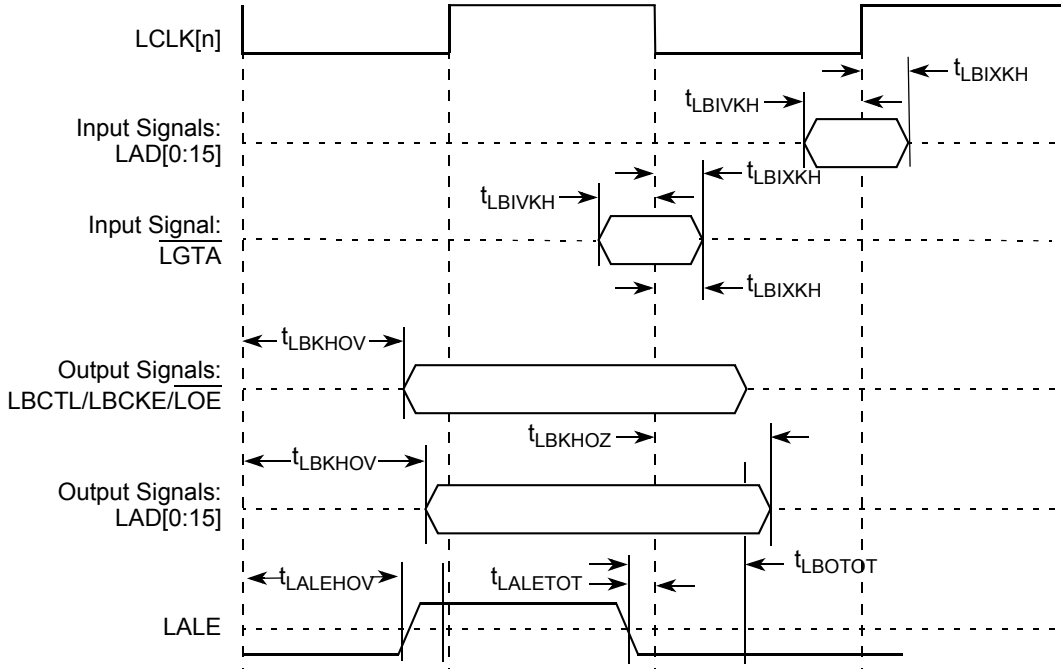 LCLK[n]
tLBIXKH
tLBIVKH
Input Signals:
LAD[0:15]
tLBIXKH
tLBIVKH
Input Signal:
LGTA
tLBIXKH
tLBKHOV
Output Signals:
LBCTL/LBCKE/LOE
tLBKHOZ
tLBKHOV
Output Signals:
LAD[0:15]
tLBOTOT
tLALEHOV
tLALETOT
LALE